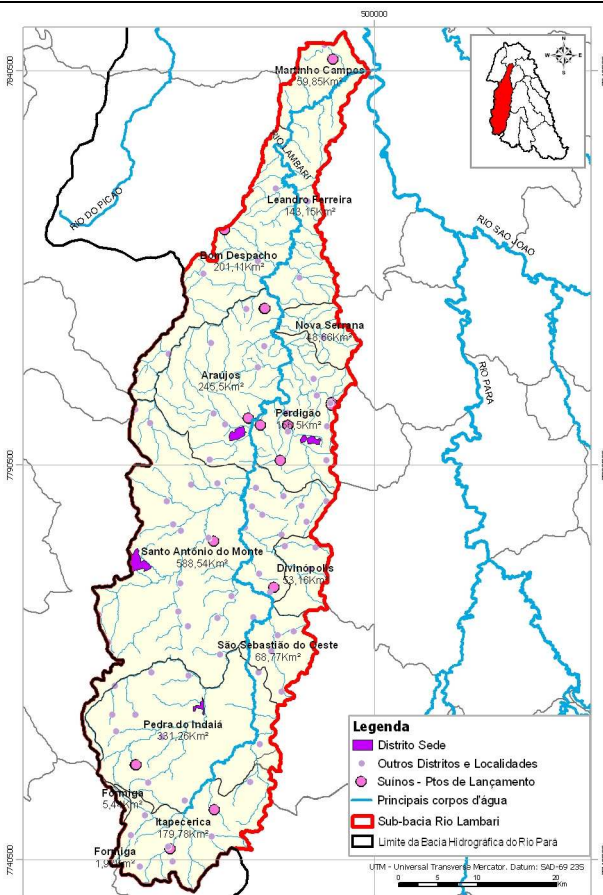 500000
7840500
N
W
E
S
Martinho Campos
59,85Km²
RIO LAMBARI
RIO DO PICÃO
Leandro Ferreira
143,15Km²
RIO SÃO JOÃO
Bom Despacho
201,11Km²
Nova Serrana
48,66Km²
RIO PARÁ
Araújos
245,5Km²
Perdigão
7790500
Santo Antônio do Monte
588,54Km²
Divinópolis
53,16Km²
São Sebastião do Oeste
68,77Km²
Pedra do Indaiá
331,26Km²
Formiga
Itapecerica
179,78Km²
Formiga
7740500
Legenda
Distrito Sede
Outros Distritos e Localidades
Suínos - Ptos de Lançamento
Principais corpos d'água
Sub-bacia Rio Lambari
Limite da Bacia Hidrográfica do Rio Pará
UTM - Universal Transverse Mercator. Datum: SAD-69 23S
0
10
20
Km